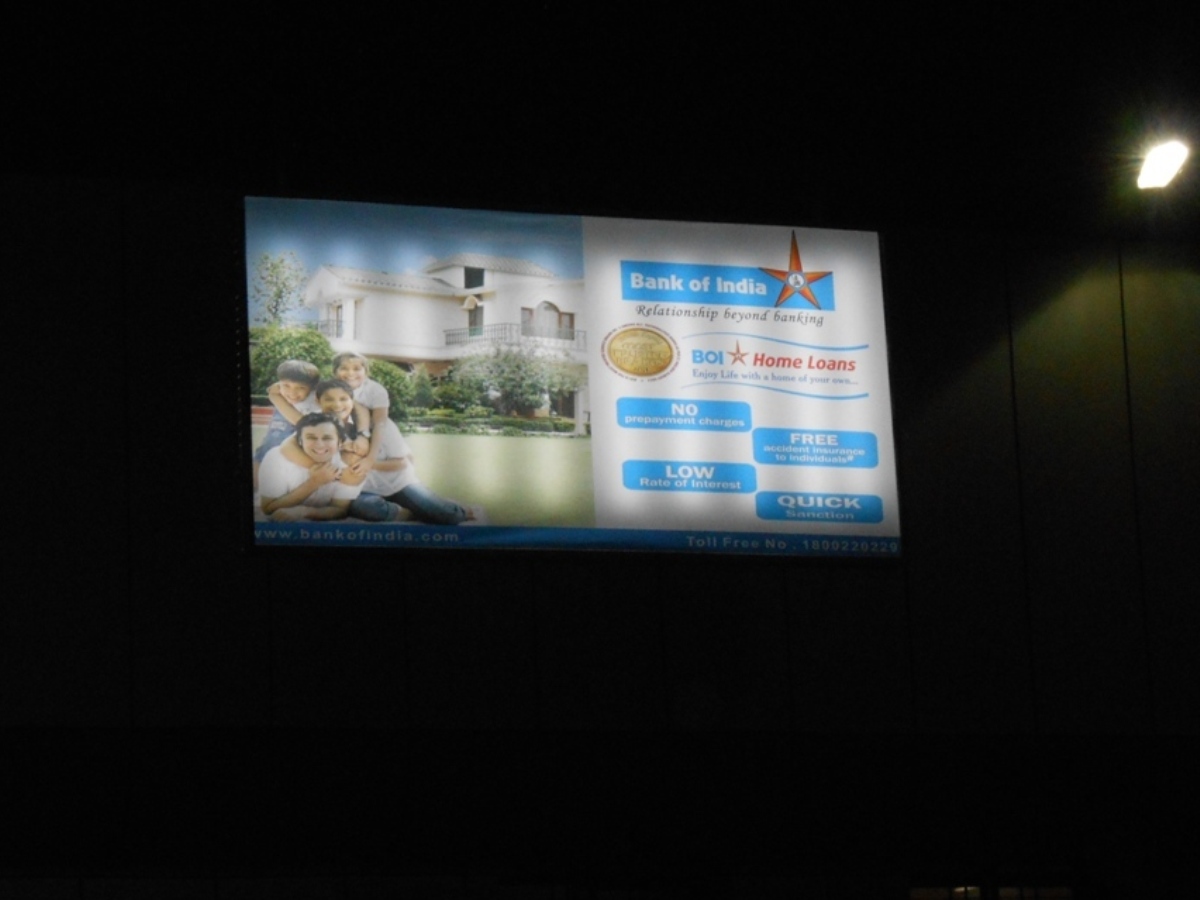 Bank of India
Relationship beyond banking
BOI Home Loans
Enjoy Life with a home of your own...
NO
prepayment charges
FREE
accident insurance
to individuals@
LOW
Rate of Interest
QUICK
Sanction
www.bankofindia.com
Toll Free No . 1800220229